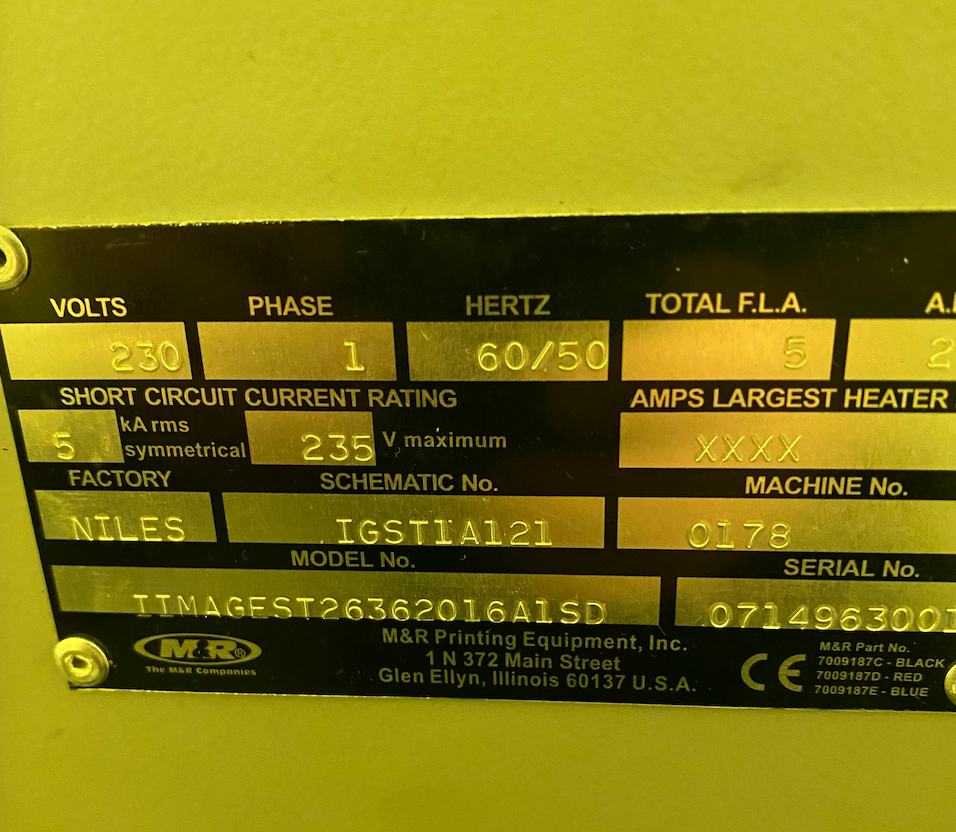 VOLTS PHASE HERTZ TOTAL F.L.A.
230 1 60/50 5 2
SHORT CIRCUIT CURRENT RATING AMPS LARGEST HEATER
5 kA rms symmetrical 235 V maximum XXXX
FACTORY SCHEMATIC No. MACHINE No.
NILES IGST1A121 0178
MODEL No. SERIAL No.
IIMAGEST26362016A1SD 071496300
M&R®
The M&R Companies
M&R Printing Equipment, Inc.
1 N 372 Main Street
Glen Ellyn, Illinois 60137 U.S.A.
CE
M&R Part No.
7009187C - BLACK
7009187D - RED
7009187E - BLUE